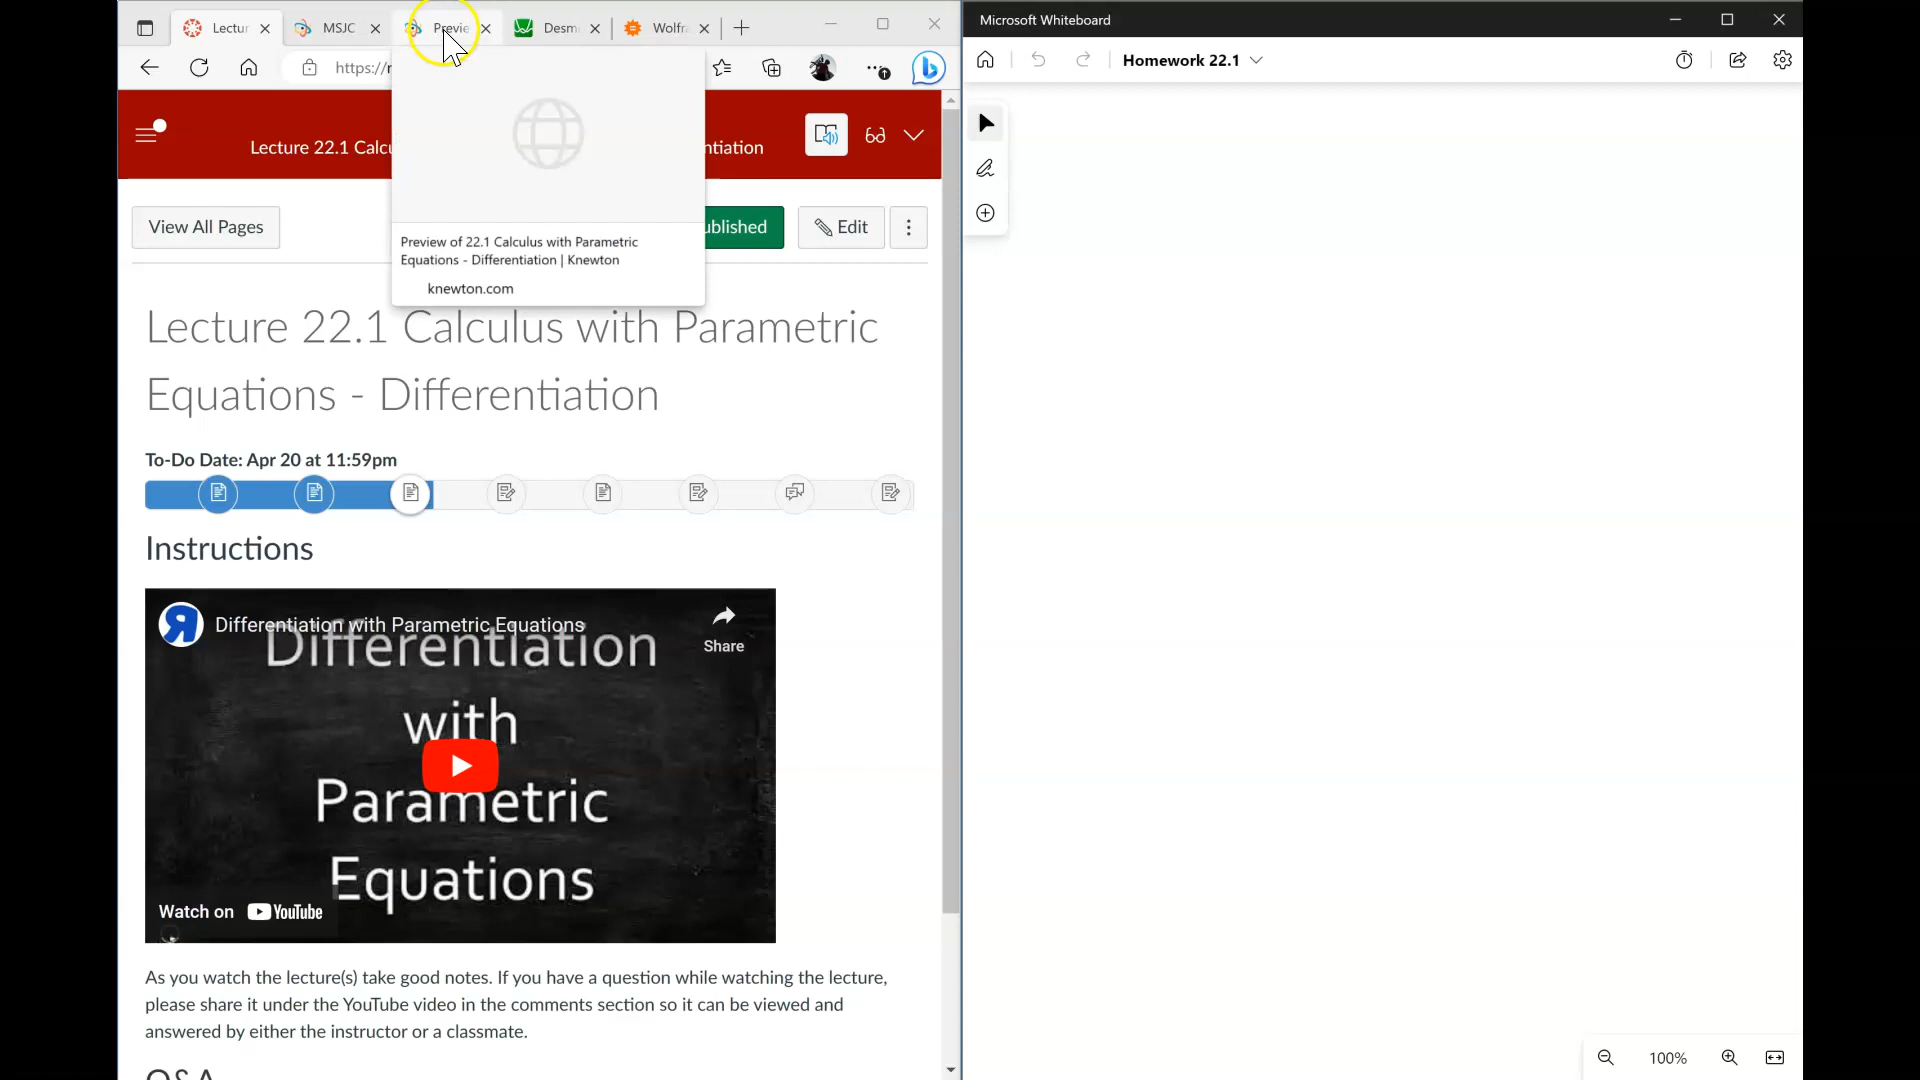 Lectur
MSJC
Previe
Desm
Wolfra
https://r
Microsoft Whiteboard
Homework 22.1
Lecture 22.1 Calcu
ntiation
View All Pages
ublished
Edit
Preview of 22.1 Calculus with Parametric
Equations - Differentiation | Knewton
knewton.com
Lecture 22.1 Calculus with Parametric
Equations - Differentiation
To-Do Date: Apr 20 at 11:59pm
Instructions
Differentiation with Parametric Equations
Share
Differentiation
with
Parametric
Equations
Watch on YouTube
As you watch the lecture(s) take good notes. If you have a question while watching the lecture,
please share it under the YouTube video in the comments section so it can be viewed and
answered by either the instructor or a classmate.
Q&A
100%